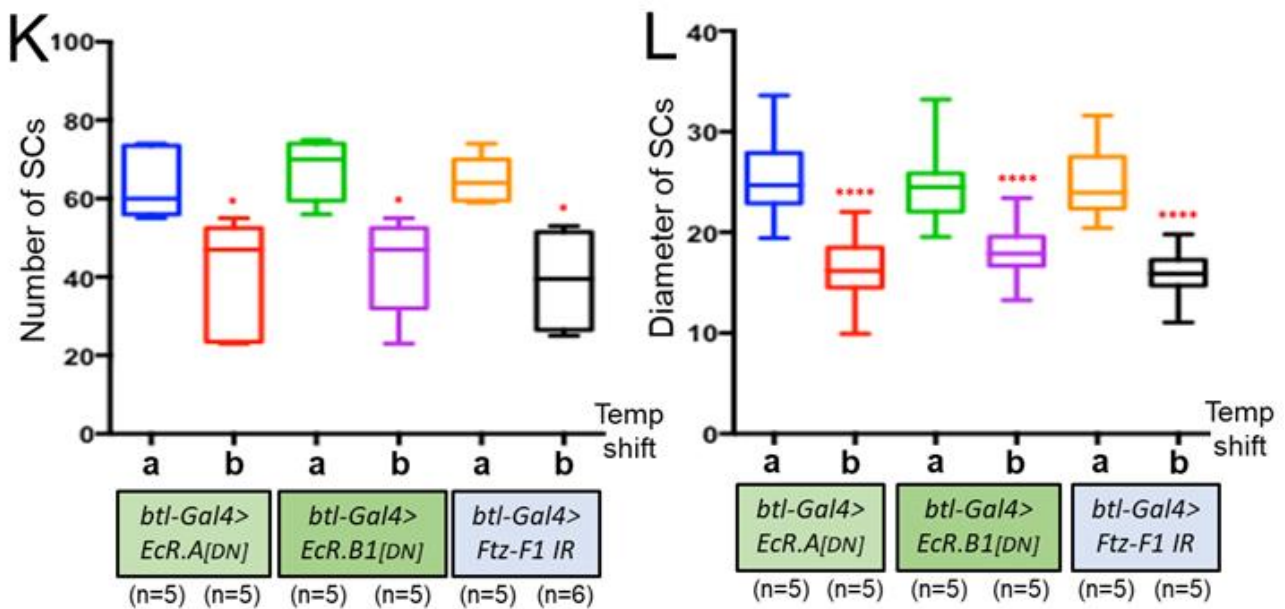 K
Number of SCs
100
80
60
40
20
0
*
*
*
a b a b a b
Temp
shift
btl-Gal4>
EcR.A[DN]
btl-Gal4>
EcR.B1[DN]
btl-Gal4>
Ftz-F1 IR
(n=5) (n=5) (n=5) (n=5) (n=5) (n=6)
L
Diameter of SCs
40
30
20
10
0
****
****
****
a b a b a b
Temp
shift
btl-Gal4>
EcR.A[DN]
btl-Gal4>
EcR.B1[DN]
btl-Gal4>
Ftz-F1 IR
(n=5) (n=5) (n=5) (n=5) (n=5) (n=5)